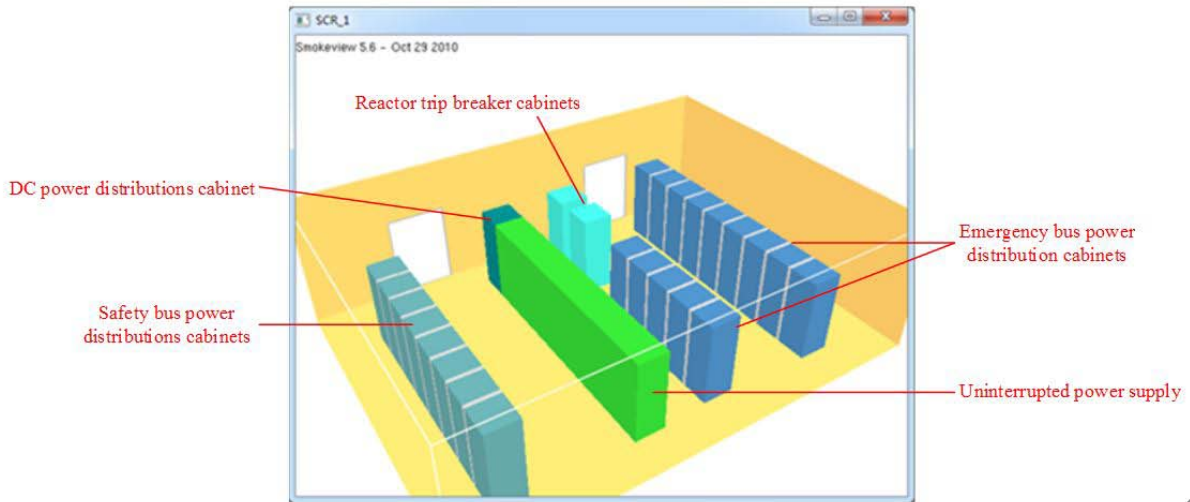 SCR_1
Smokeview 5.6 - Oct 29 2010
Reactor trip breaker cabinets
DC power distributions cabinet
Emergency bus power
distribution cabinets
Safety bus power
distributions cabinets
Uninterrupted power supply